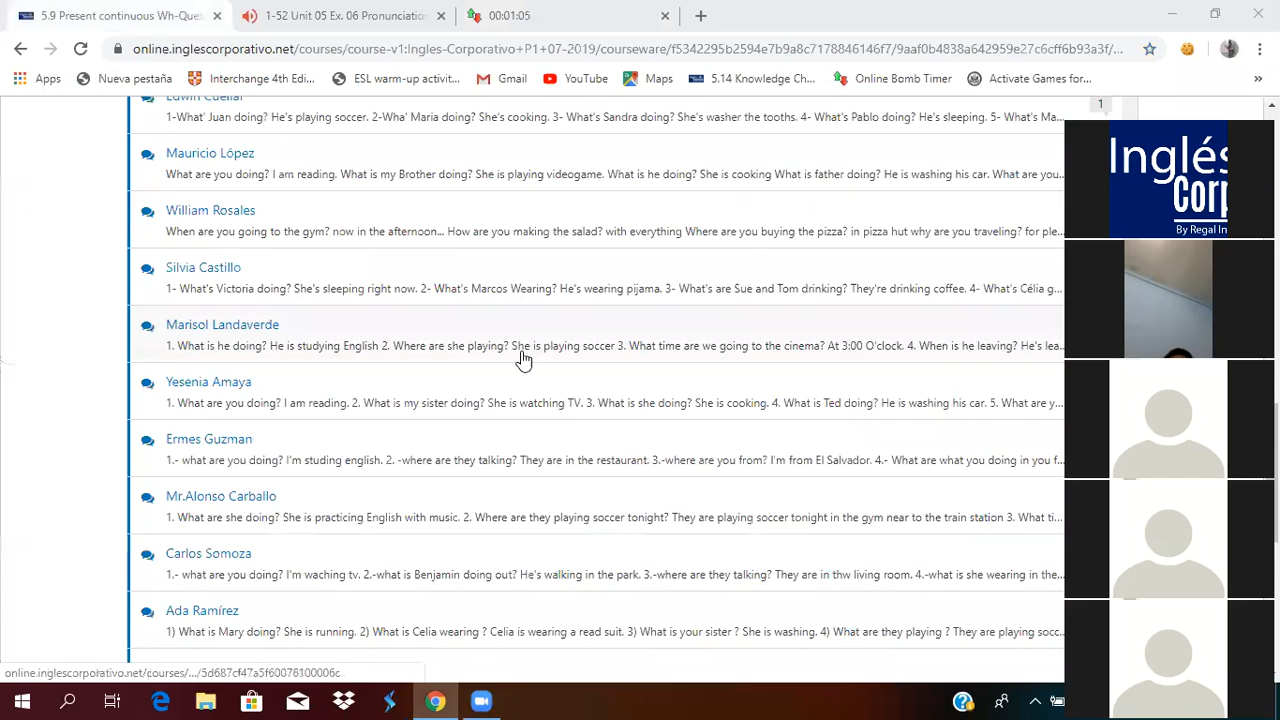 5.9 Present continuous Wh-Ques
1-52 Unit 05 Ex. 06 Pronunciation
00:01:05
online.inglescorporativo.net/courses/course-v1:Ingles-Corporativo+P1+07-2019/courseware/f5342295b2594e7b9a8c7178846146f7/9aaf0b4838a642959e27c6cff6b93a3f/...
Apps
Nueva pestaña
Interchange 4th Edi...
ESL warm-up activit...
Gmail
YouTube
Maps
5.14 Knowledge Ch...
Online Bomb Timer
Activate Games for...
Edwin Cuellar
1
1-What' Juan doing? He's playing soccer. 2-Wha' Maria doing? She's cooking. 3- What's Sandra doing? She's washer the tooths. 4- What's Pablo doing? He's sleeping. 5- What's Ma...
Mauricio López
What are you doing? I am reading. What is my Brother doing? She is playing videogame. What is he doing? She is cooking What is father doing? He is washing his car. What are you...
William Rosales
When are you going to the gym? now in the afternoon... How are you making the salad? with everything Where are you buying the pizza? in pizza hut why are you traveling? for ple...
Silvia Castillo
1- What's Victoria doing? She's sleeping right now. 2- What's Marcos Wearing? He's wearing pijama. 3- What's are Sue and Tom drinking? They're drinking coffee. 4- What's Célia g...
Marisol Landaverde
1. What is he doing? He is studying English 2. Where are she playing? She is playing soccer 3. What time are we going to the cinema? At 3:00 O'clock. 4. When is he leaving? He's lea...
Yesenia Amaya
1. What are you doing? I am reading. 2. What is my sister doing? She is watching TV. 3. What is she doing? She is cooking. 4. What is Ted doing? He is washing his car. 5. What are y...
Ermes Guzman
1.- what are you doing? I'm studing english. 2. -where are they talking? They are in the restaurant. 3.-where are you from? I'm from El Salvador. 4.- What are what you doing in you f...
Mr.Alonso Carballo
1. What are she doing? She is practicing English with music. 2. Where are they playing soccer tonight? They are playing soccer tonight in the gym near to the train station 3. What ti...
Carlos Somoza
1.- what are you doing? I'm waching tv. 2.-what is Benjamin doing out? He's walking in the park. 3.-where are they talking? They are in thw living room. 4.-what is she wearing in the...
Ada Ramírez
1) What is Mary doing? She is running. 2) What is Celia wearing ? Celia is wearing a read suit. 3) What is your sister ? She is washing. 4) What are they playing ? They are playing socc...
online.inglescorporativo.net/courses/.../5d687cf47a5f60076100006c
Inglés
Corp
By Regal In